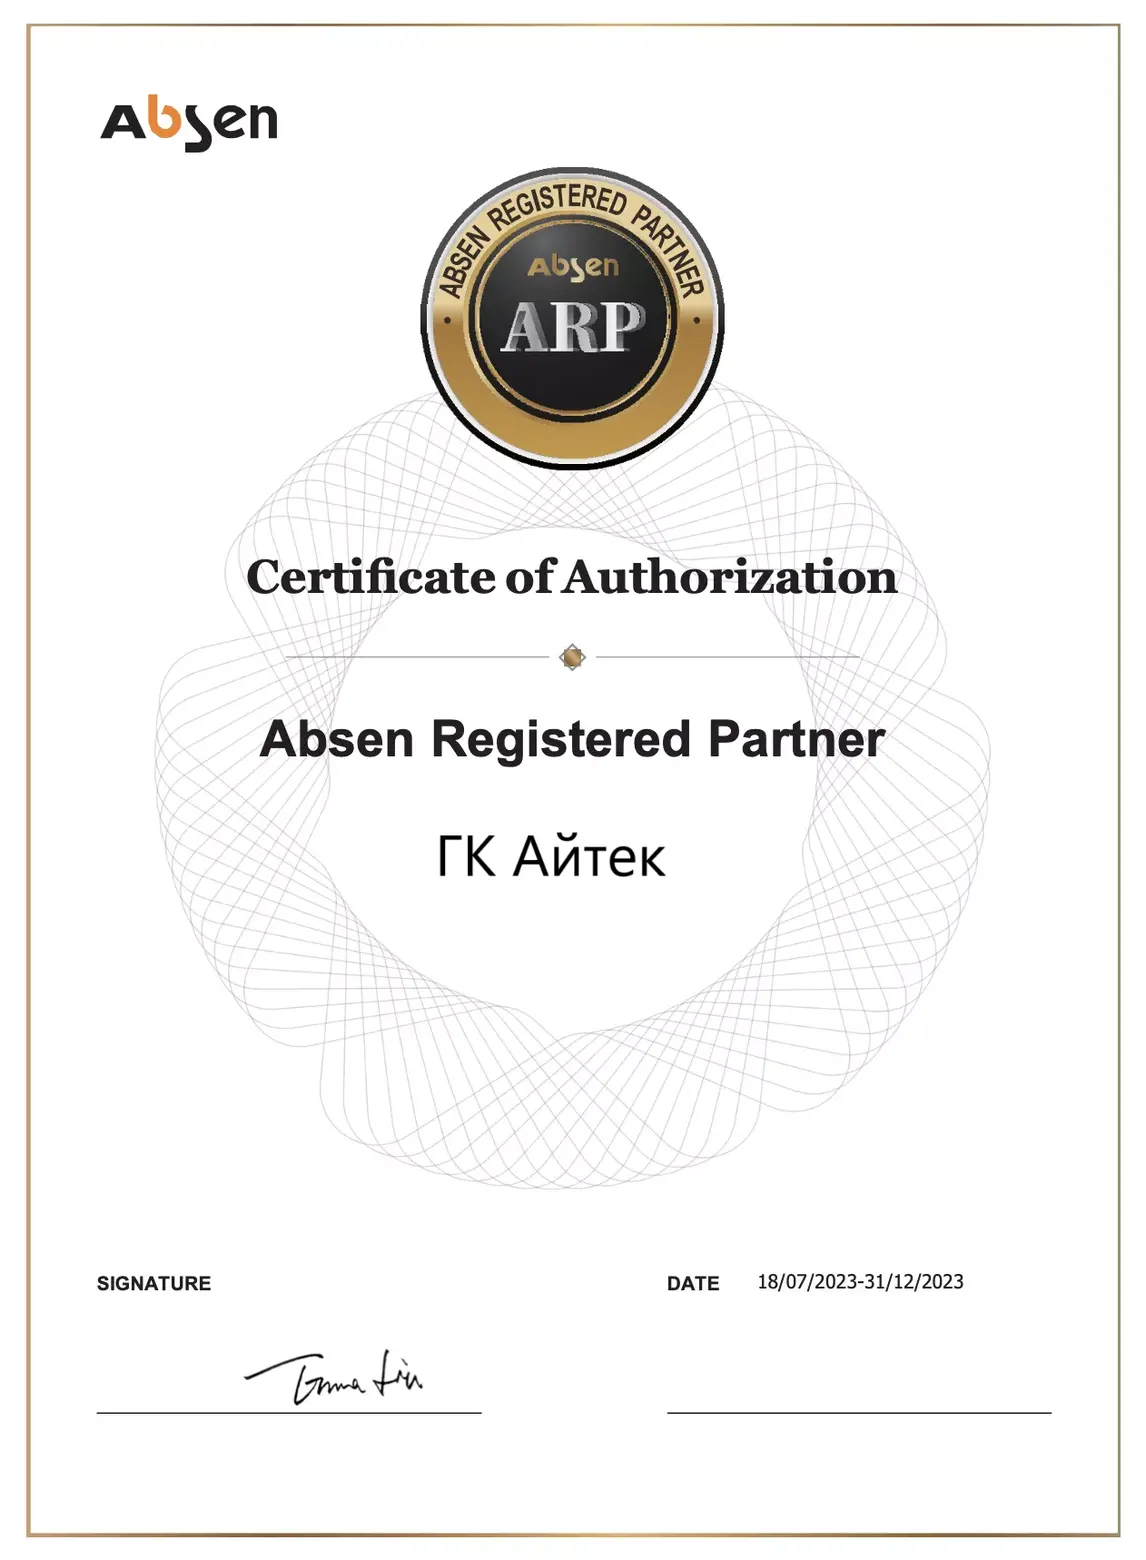 Absen
ABSEN REGISTERED PARTNER
Absen
ARP
Certificate of Authorization
Absen Registered Partner
ГК Айтек
SIGNATURE
DATE 18/07/2023-31/12/2023